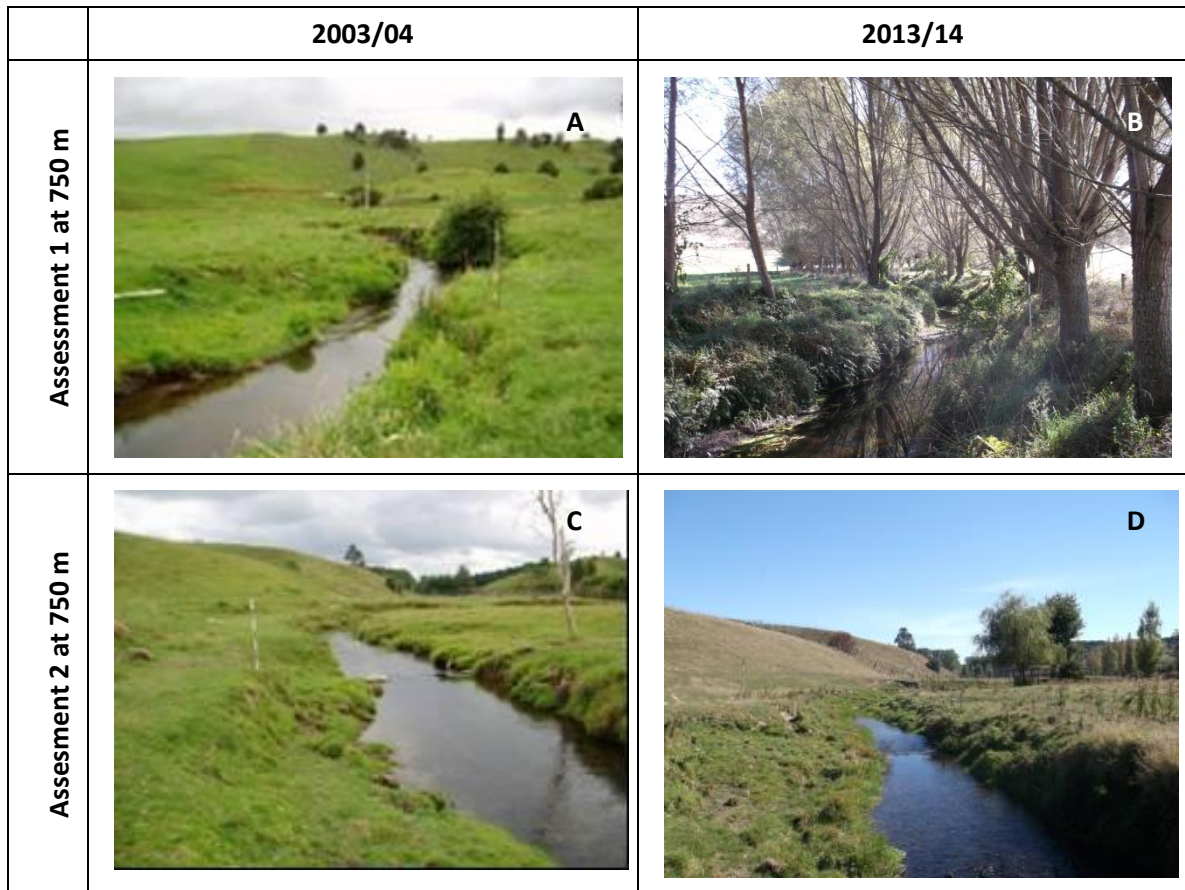 2003/04
2013/14
Assessment 1 at 750 m
A
B
Assesment 2 at 750 m
C
D